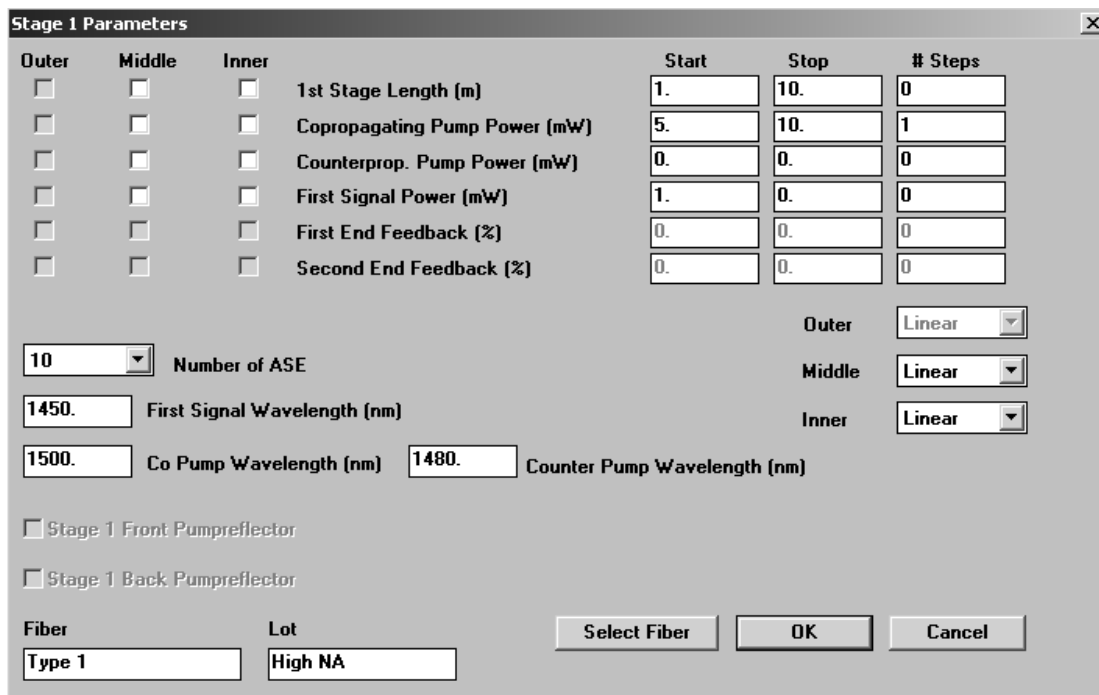 Stage 1 Parameters
Outer Middle Inner Start Stop # Steps
1st Stage Length (m) 1. 10. 0
Copropagating Pump Power (mW) 5. 10. 1
Counterprop. Pump Power (mW) 0. 0. 0
First Signal Power (mW) 1. 0. 0
First End Feedback (%) 0. 0. 0
Second End Feedback (%) 0. 0. 0
Outer Linear
10 Number of ASE
Middle Linear
1450. First Signal Wavelength (nm)
Inner Linear
1500. Co Pump Wavelength (nm) 1480. Counter Pump Wavelength (nm)
Stage 1 Front Pumpreflector
Stage 1 Back Pumpreflector
Fiber Lot
Select Fiber OK Cancel
Type 1 High NA